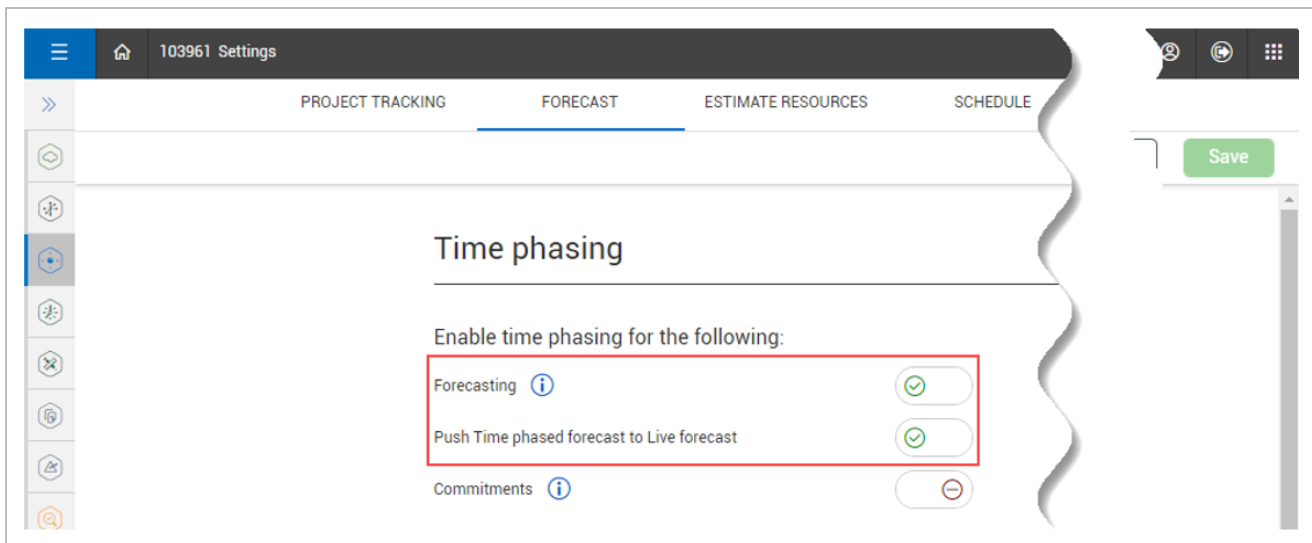 103961 Settings
PROJECT TRACKING FORECAST ESTIMATE RESOURCES SCHEDULE
Save
Time phasing
Enable time phasing for the following:
Forecasting
Push Time phased forecast to Live forecast
Commitments